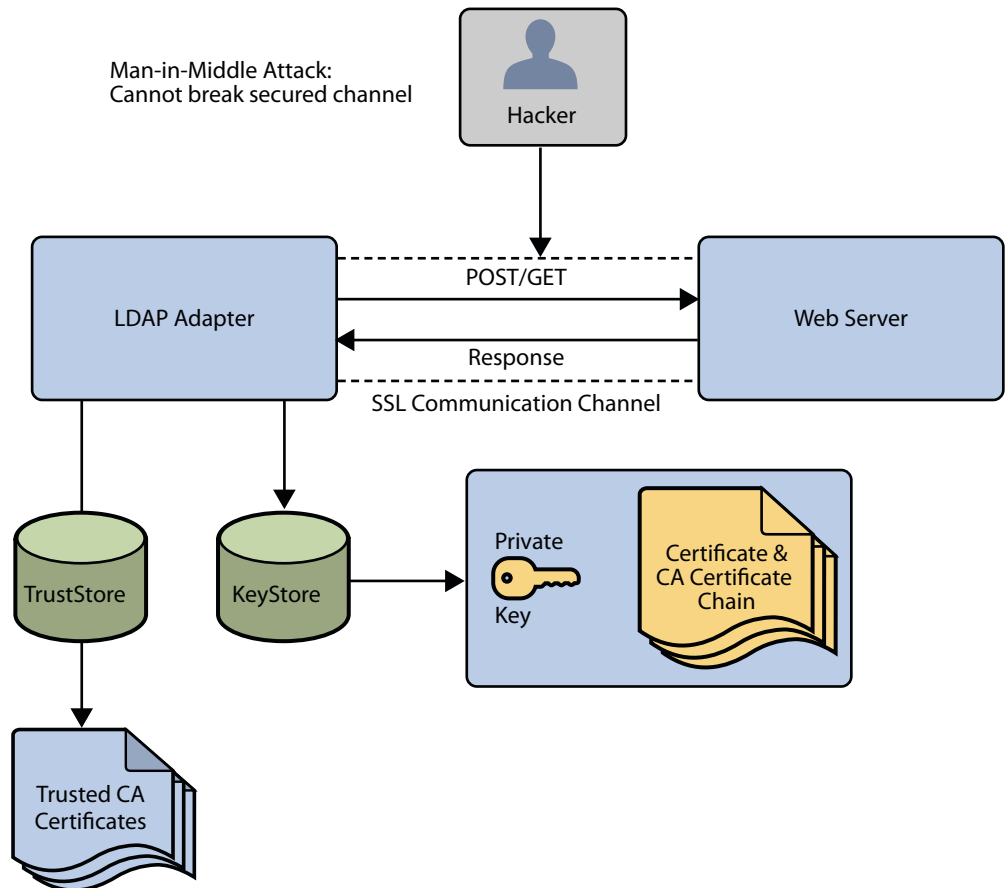 Man-in-Middle Attack:
Cannot break secured channel
Hacker
LDAP Adapter
POST/GET
Response
SSL Communication Channel
Web Server
TrustStore
KeyStore
Private
Key
Certificate &
CA Certificate
Chain
Trusted CA
Certificates